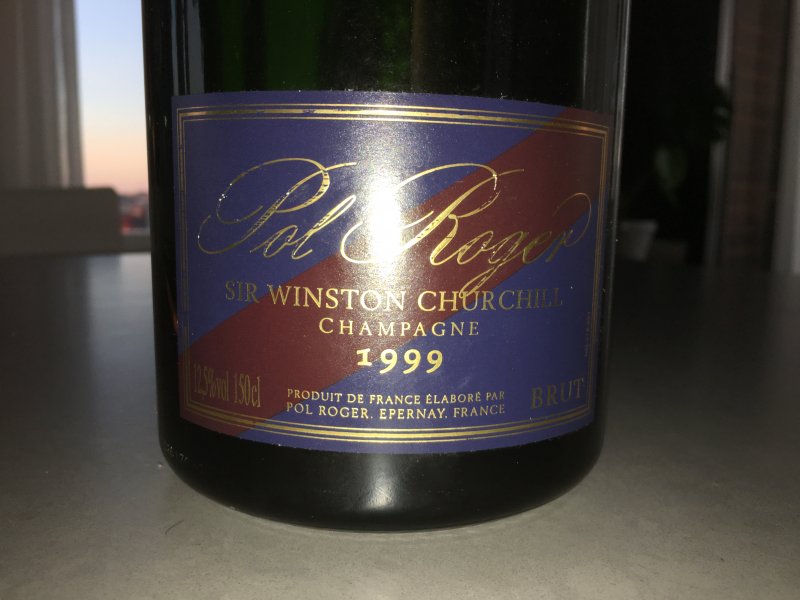 Pol Roger
SIR WINSTON CHURCHILL
CHAMPAGNE
1999
12,5%vol 150cl
PRODUIT DE FRANCE ÉLABORÉ PAR
POL ROGER. EPERNAY. FRANCE
BRUT